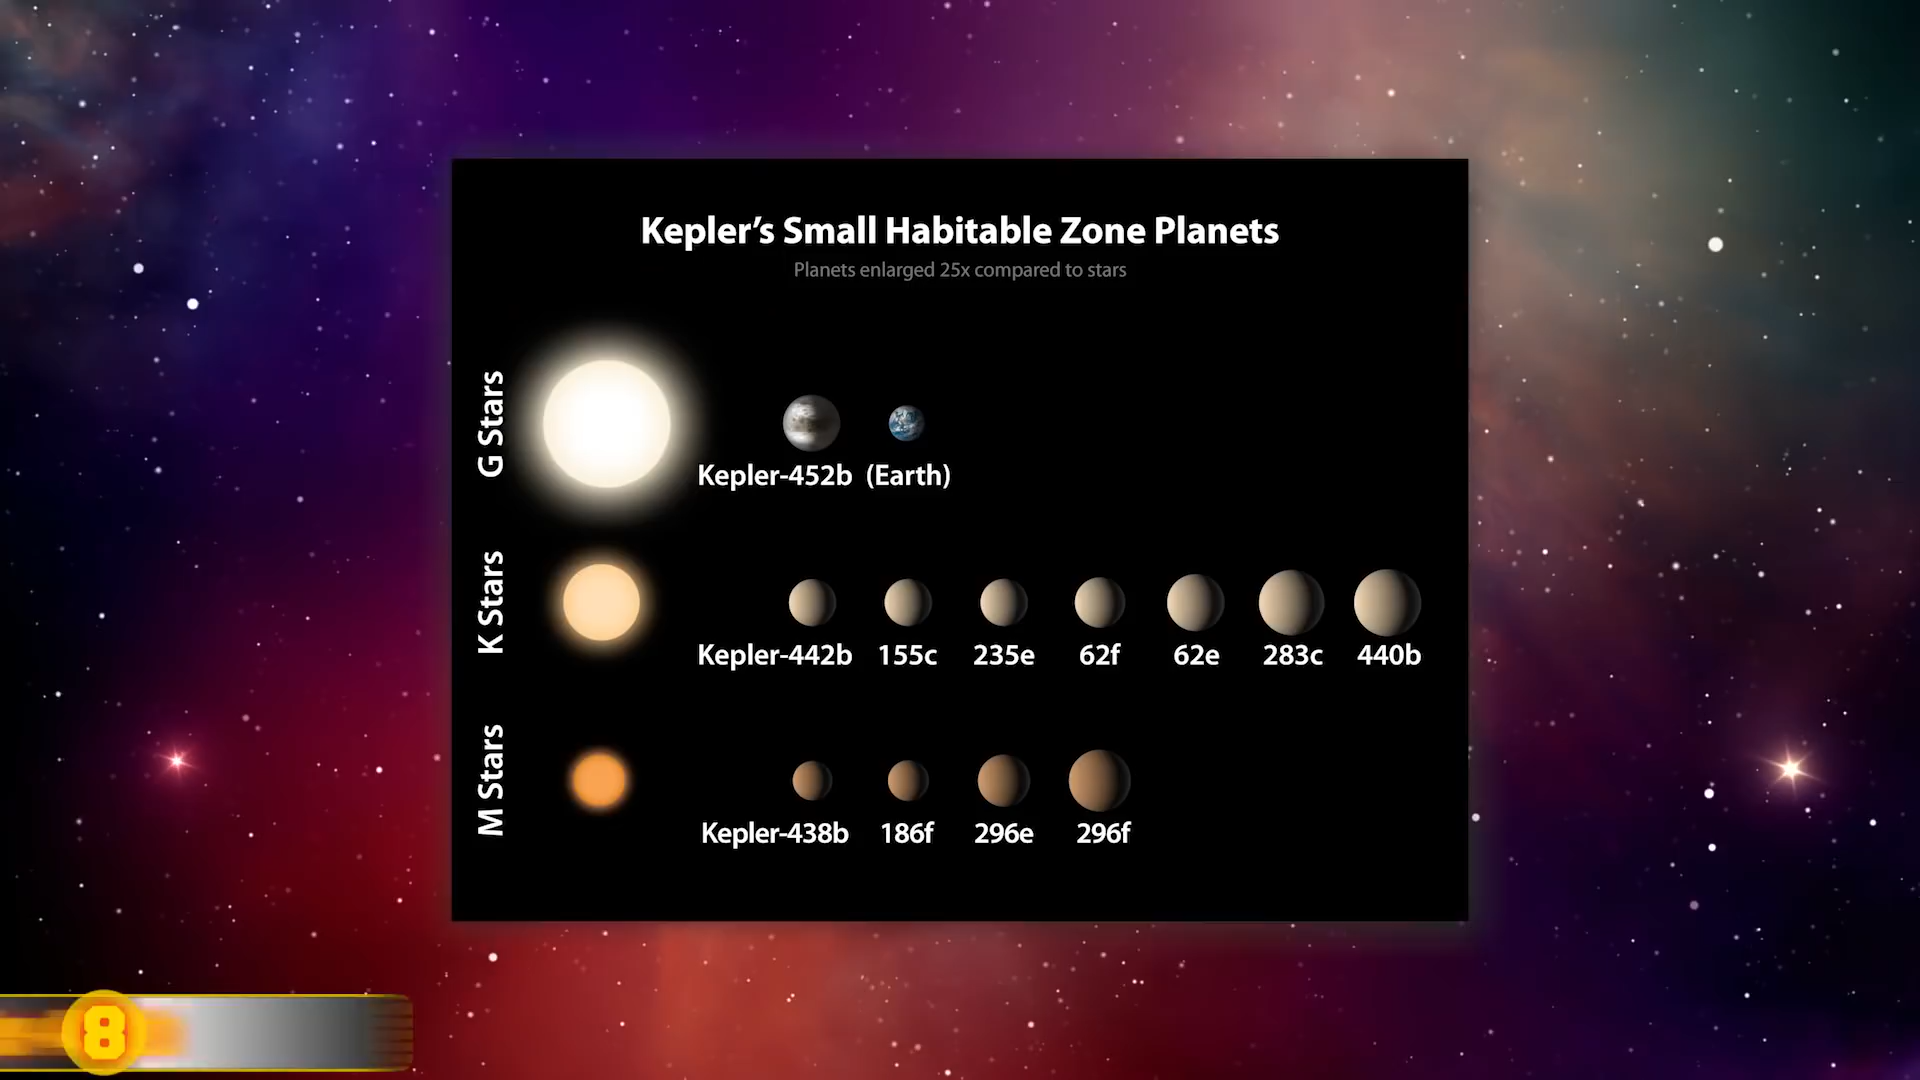 Kepler's Small Habitable Zone Planets
Planets enlarged 25x compared to stars
G Stars
Kepler-452b (Earth)
K Stars
Kepler-442b 155c 235e 62f 62e 283c 440b
M Stars
Kepler-438b 186f 296e 296f
8